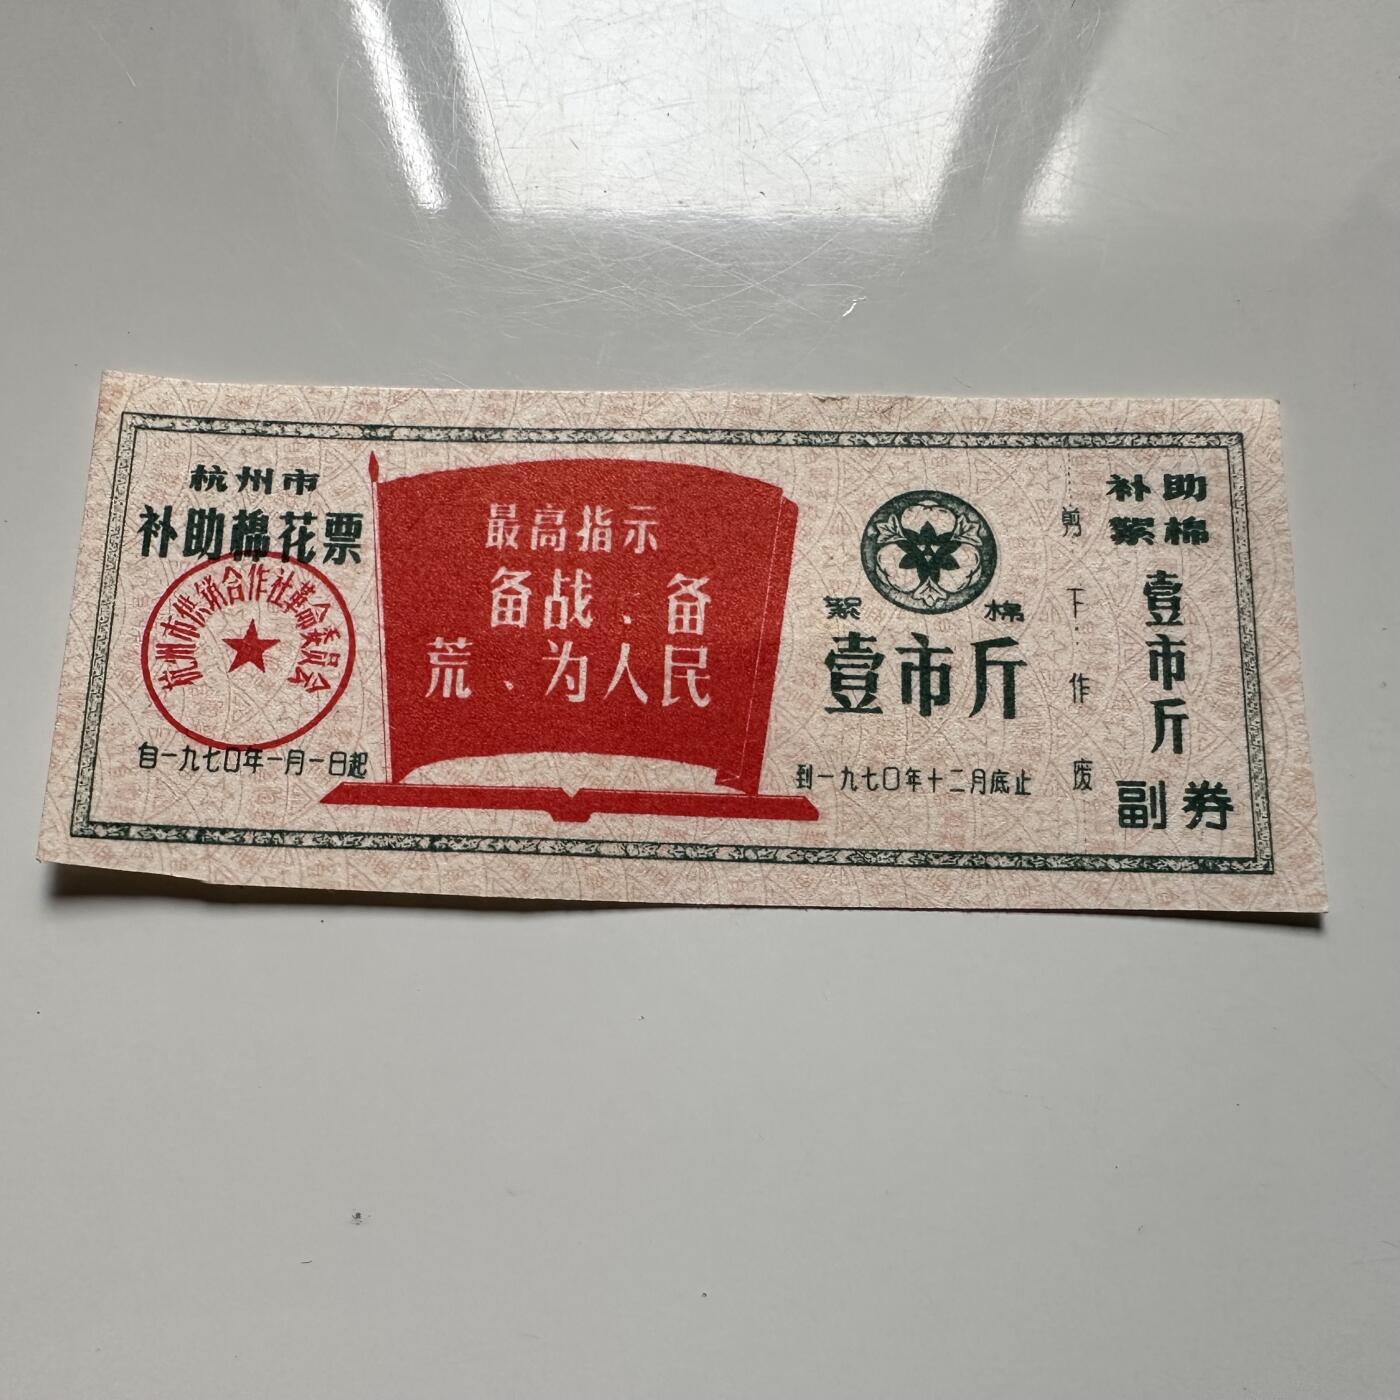 杭州市
补助棉花票
杭州市供销合作社革命委员会
自一九七〇年一月一日起
最高指示
备战、备
荒、为人民
絮棉
壹市斤
到一九七〇年十二月底止
剪下作废
补助
絮棉
壹市斤
副券